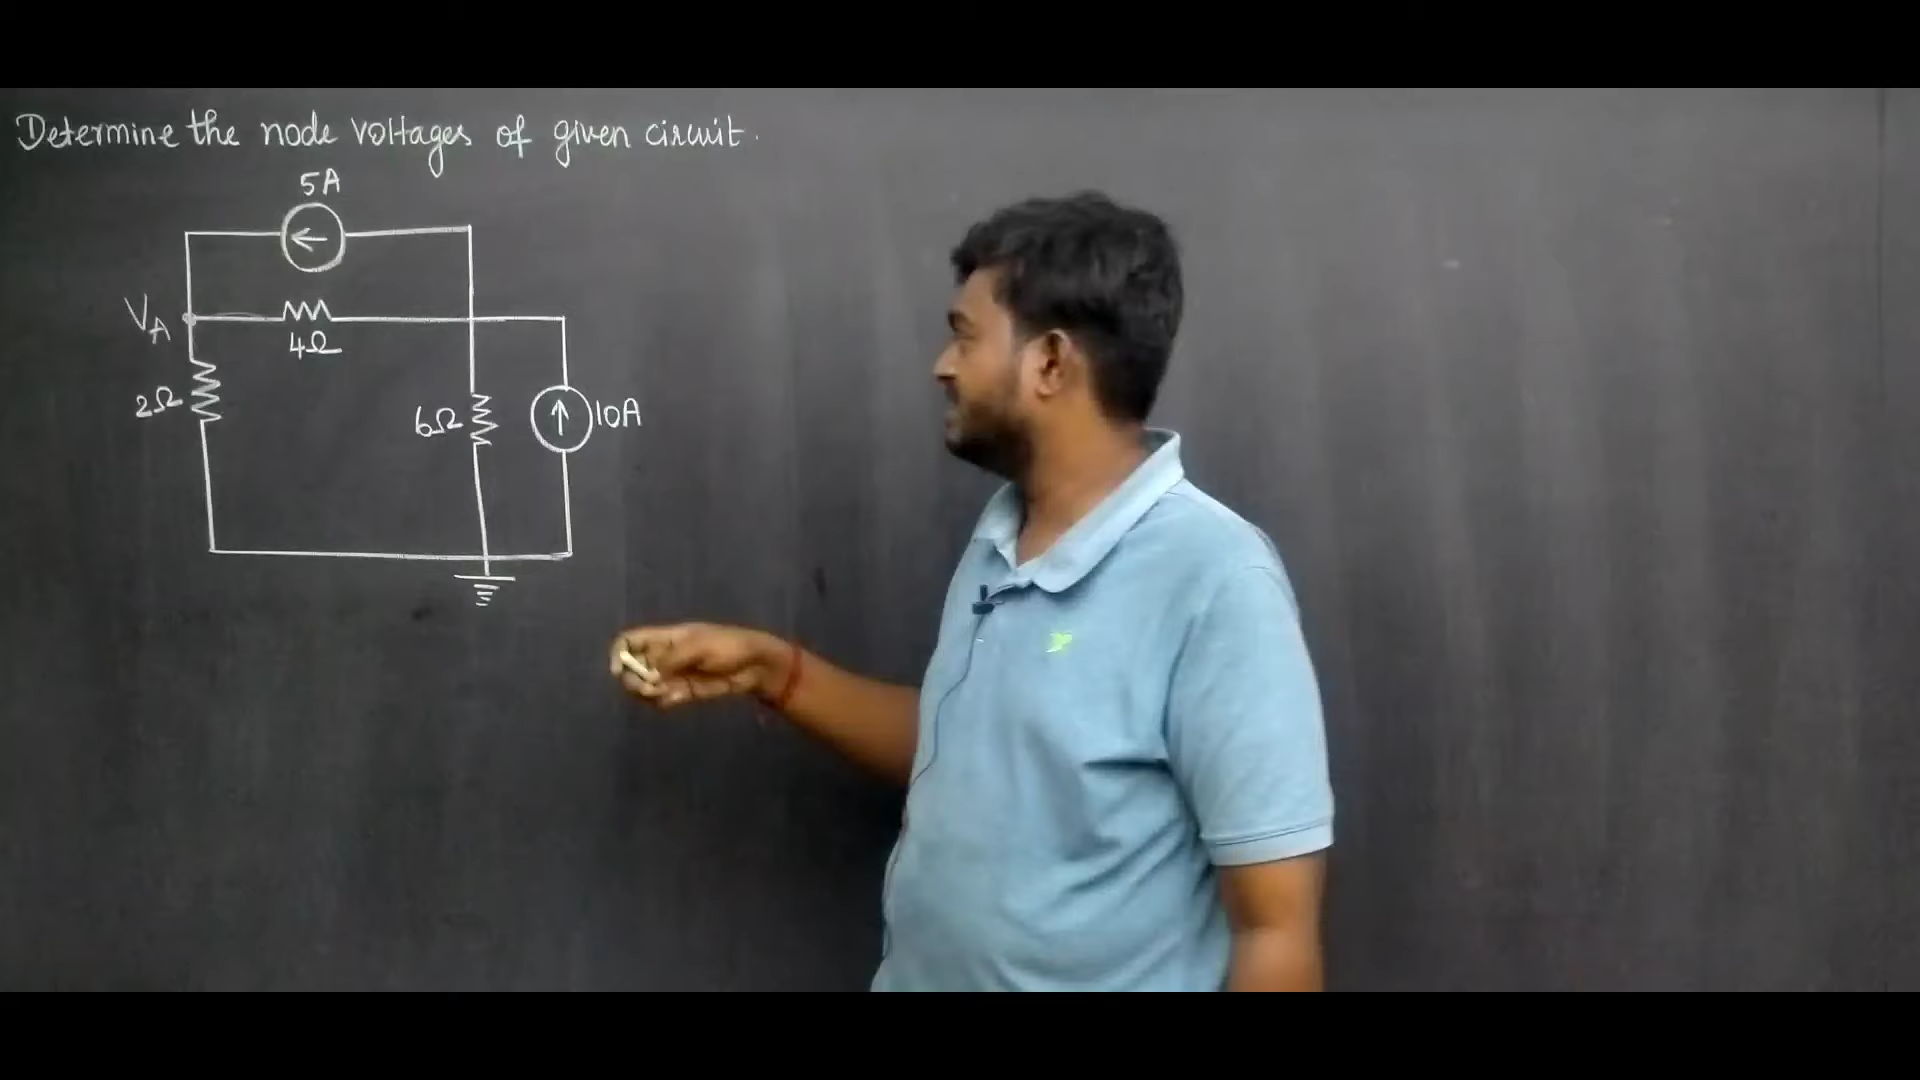 Determine the node voltages of given circuit.
5A
VA
4Ω
2Ω
6Ω
10A